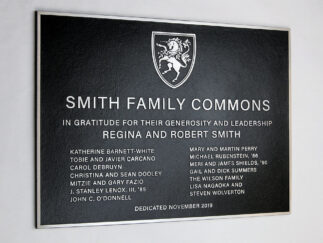 SMITH FAMILY COMMONS
IN GRATITUDE FOR THEIR GENEROSITY AND LEADERSHIP
REGINA AND ROBERT SMITH
KATHERINE BARNETT-WHITE
TOBIE AND JAVIER CARCANO
CAROL DEBRUYN
CHRISTINA AND SEAN DOOLEY
MITZIE AND GARY FAZIO
J. STANLEY LENOX, III, '85
JOHN C. O'DONNELL
MARY AND MARTIN PERRY
MICHAEL RUBENSTEIN, '86
MERI AND JAMES SHIELDS, '90
GAIL AND DICK SUMMERS
THE WILSON FAMILY
LISA NAGAOKA AND
STEVEN WOLVERTON
DEDICATED NOVEMBER 2019